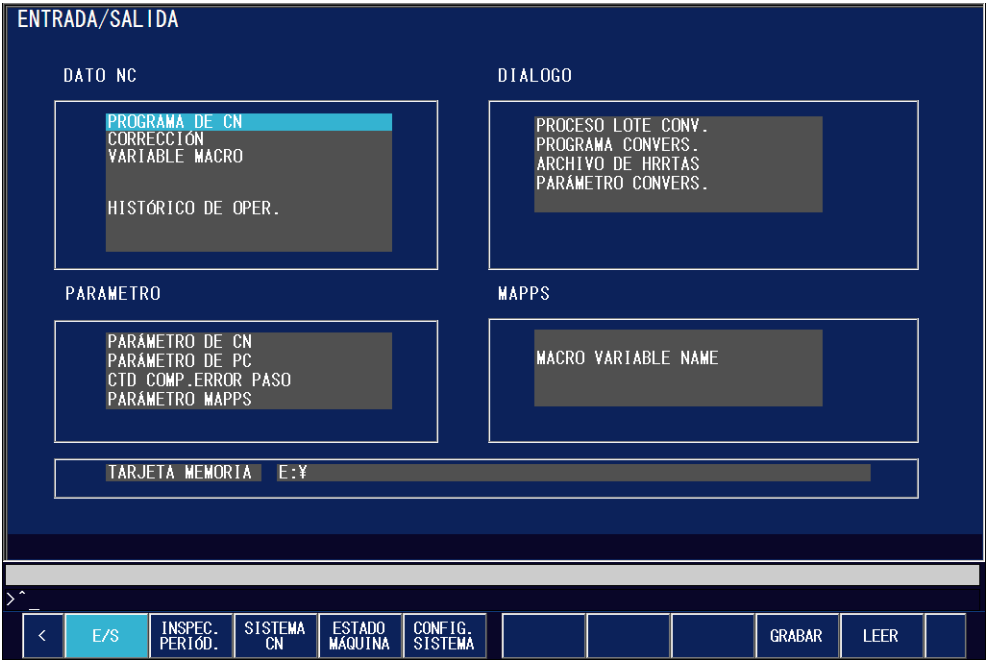 ENTRADA/SALIDA
DATO NC
PROGRAMA DE CN
CORRECCIÓN
VARIABLE MACRO
HISTÓRICO DE OPER.
DIALOGO
PROCESO LOTE CONV.
PROGRAMA CONVERS.
ARCHIVO DE HRRTAS
PARÁMETRO CONVERS.
PARAMETRO
PARÁMETRO DE CN
PARÁMETRO DE PC
CTD COMP.ERROR PASO
PARÁMETRO MAPPS
MAPPS
MACRO VARIABLE NAME
TARJETA MEMORIA E:¥
>^_
<
E/S
INSPEC.
PERIÓD.
SISTEMA
CN
ESTADO
MÁQUINA
CONFIG.
SISTEMA
GRABAR
LEER